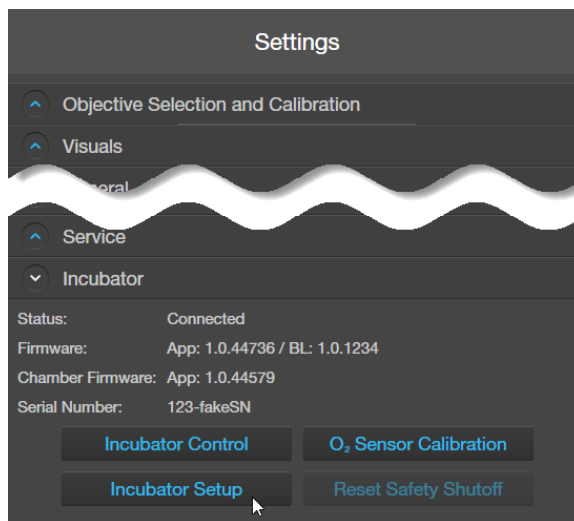 Settings
Objective Selection and Calibration
Visuals
Service
Incubator
Status: Connected
Firmware: App: 1.0.44736 / BL: 1.0.1234
Chamber Firmware: App: 1.0.44579
Serial Number: 123-fakeSN
Incubator Control O₂ Sensor Calibration
Incubator Setup Reset Safety Shutoff